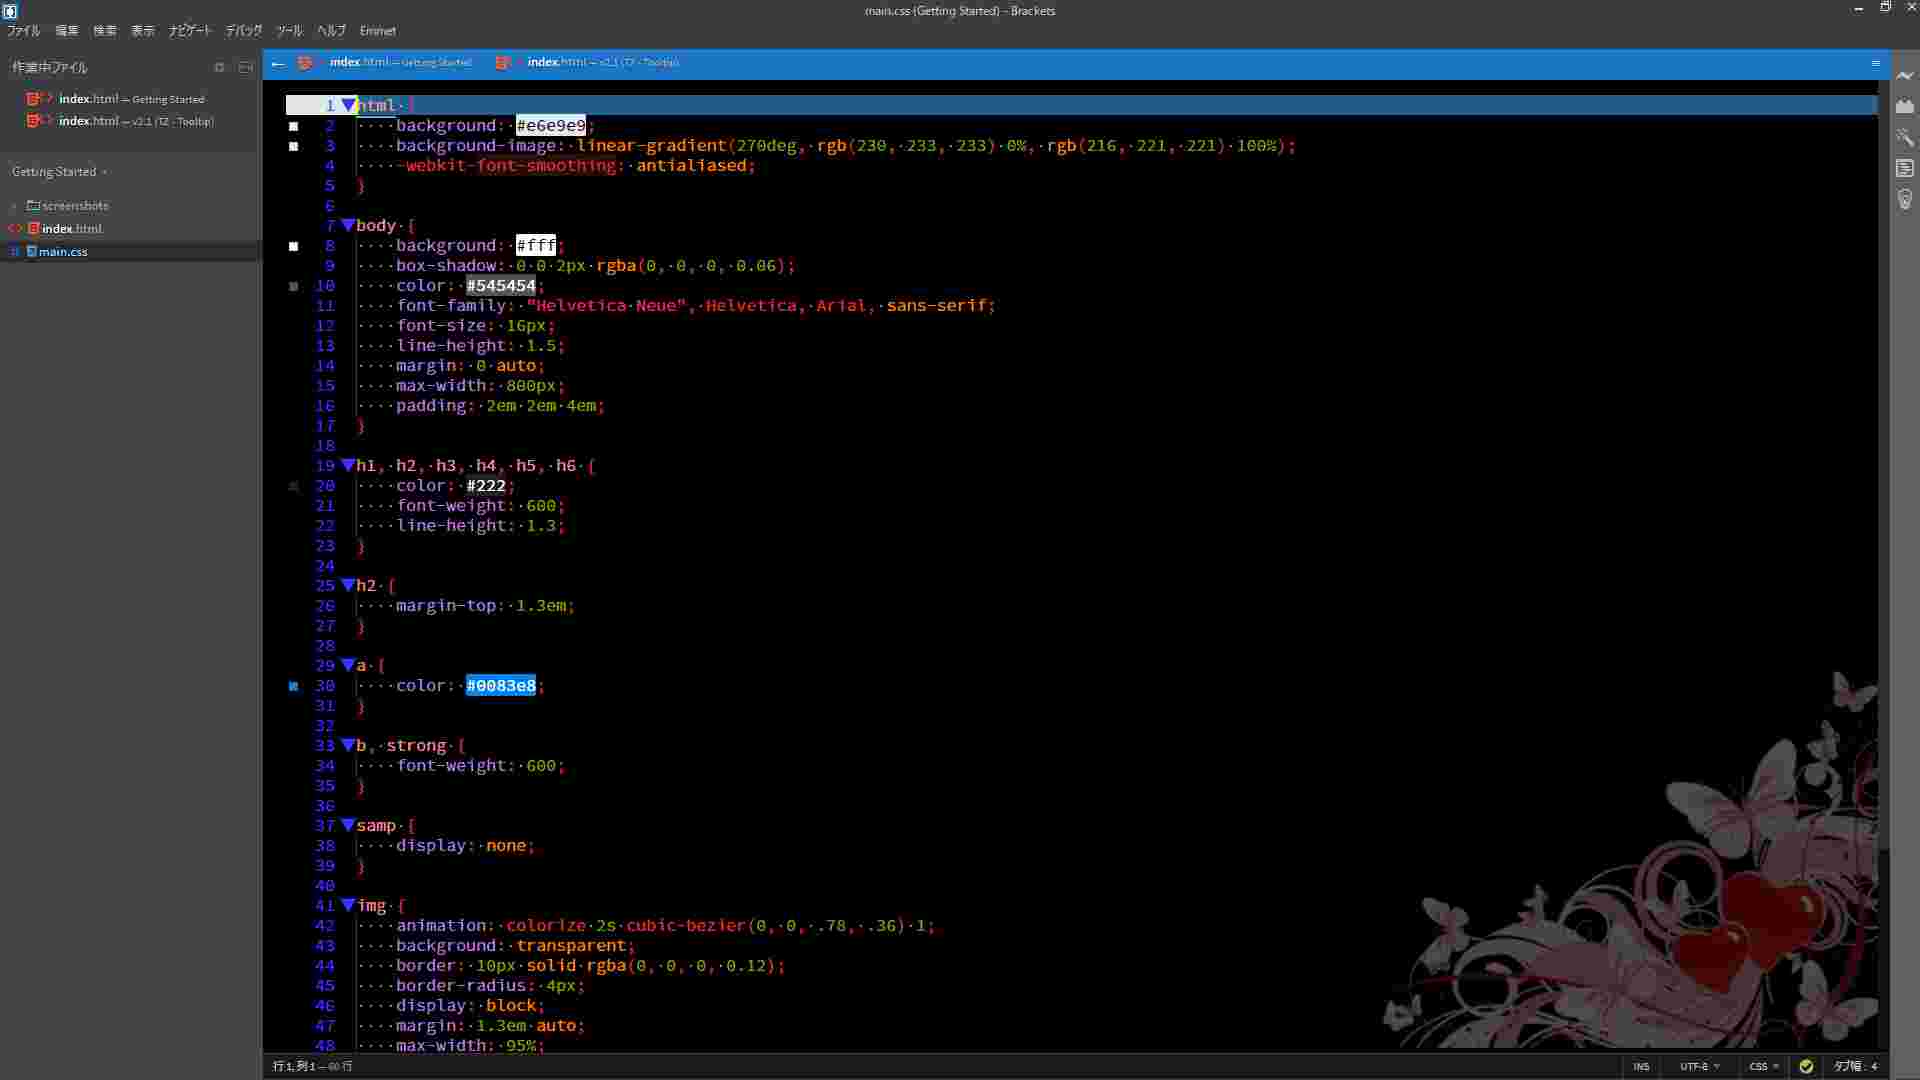 main.css (Getting Started) - Brackets
ファイル 編集 検索 表示 ナビゲート デバッグ ツール ヘルプ Emmet
作業中ファイル
index.html — Getting Started
index.html — v2.1 (TZ - Tooltip)
Getting Started
screenshots
index.html
main.css
index.html — Getting Started index.html — v2.1 (TZ - Tooltip)
1 html {
2 background: #e6e9e9;
3 background-image: linear-gradient(270deg, rgb(230, 233, 233) 0%, rgb(216, 221, 221) 100%);
4 -webkit-font-smoothing: antialiased;
5 }
6
7 body {
8 background: #fff;
9 box-shadow: 0 0 2px rgba(0, 0, 0, 0.06);
10 color: #545454;
11 font-family: "Helvetica Neue", Helvetica, Arial, sans-serif;
12 font-size: 16px;
13 line-height: 1.5;
14 margin: 0 auto;
15 max-width: 800px;
16 padding: 2em 2em 4em;
17 }
18
19 h1, h2, h3, h4, h5, h6 {
20 color: #222;
21 font-weight: 600;
22 line-height: 1.3;
23 }
24
25 h2 {
26 margin-top: 1.3em;
27 }
28
29 a {
30 color: #0083e8;
31 }
32
33 b, strong {
34 font-weight: 600;
35 }
36
37 samp {
38 display: none;
39 }
40
41 img {
42 animation: colorize 2s cubic-bezier(0, 0, .78, .36) 1;
43 background: transparent;
44 border: 10px solid rgba(0, 0, 0, 0.12);
45 border-radius: 4px;
46 display: block;
47 margin: 1.3em auto;
48 max-width: 95%;
行 1, 列 1 — 60 行 INS UTF-8 CSS タブ幅: 4